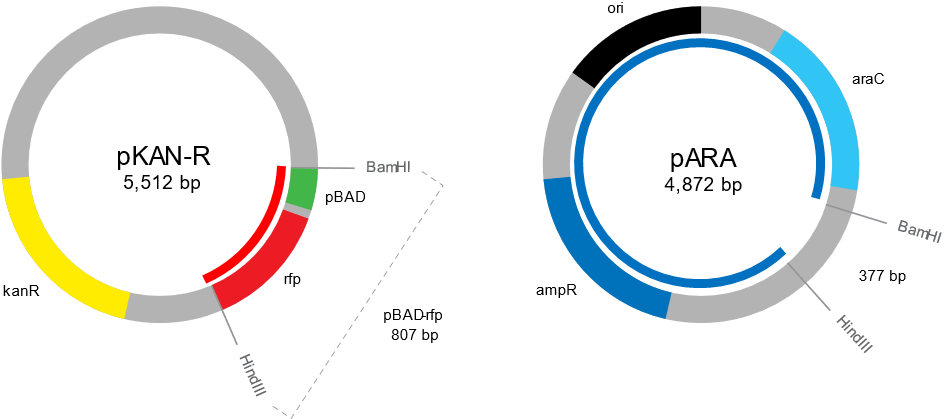 pKAN-R
5,512 bp
BamHI
pBAD
rfp
kanR
HindIII
pBAD-rfp
807 bp
ori
araC
pARA
4,872 bp
BamHI
377 bp
ampR
HindIII